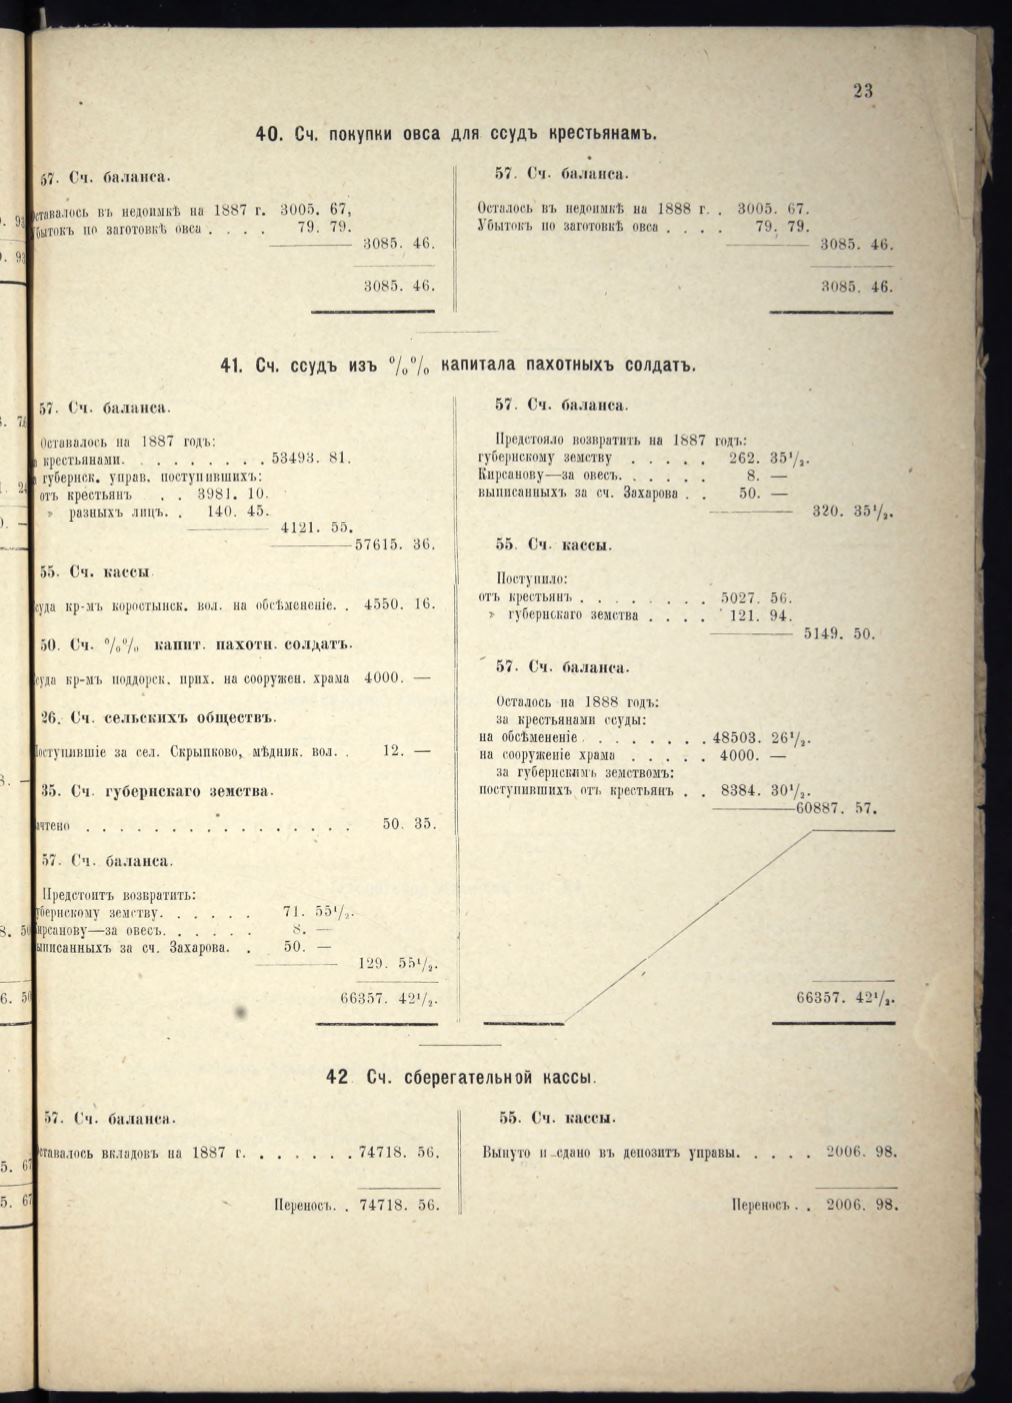 23
40. Сч. покупки овса для ссудъ крестьянамъ.
57. Сч. баланса.
Оставалось въ недоимкѣ на 1887 г. 3005. 67,
Убытокъ по заготовкѣ овса . . . . 79. 79.
3085. 46.
3085. 46.
57. Сч. баланса.
Осталось въ недоимкѣ на 1888 г. . 3005. 67.
Убытокъ по заготовкѣ овса . . . . 79. 79.
3085. 46.
3085. 46.
41. Сч. ссудъ изъ %% капитала пахотныхъ солдатъ.
57. Сч. баланса.
Оставалось на 1887 годъ:
крестьянами. . . . . . . . 53493. 81.
губернск. управ. поступившихъ:
отъ крестьянъ . . 3981. 10.
» разныхъ лицъ. . 140. 45.
4121. 55.
57615. 36.
55. Сч. кассы
суда кр-мъ коростынск. вол. на обсѣмененіе. . 4550. 16.
50. Сч. %% капит. пахотн. солдатъ.
суда кр-мъ поддорск. прих. на сооружен. храма 4000. —
26. Сч. сельскихъ обществъ.
Поступившіе за сел. Скрыпково, мѣдник. вол. . 12. —
35. Сч. губернскаго земства.
ачтено . . . . . . . . . . . . . . . . 50. 35.
57. Сч. баланса.
Предстоитъ возвратить:
убернскому земству. . . . . . 71. 55½.
ирсанову—за овесъ. . . . . . 8. —
ыписанныхъ за сч. Захарова. . 50. —
129. 55½.
66357. 42½.
57. Сч. баланса.
Предстояло возвратить на 1887 годъ:
губернскому земству . . . . . 262. 35½.
Кирсанову—за овесъ. . . . . . 8. —
выписанныхъ за сч. Захарова . . 50. —
320. 35½.
55. Сч. кассы.
Поступило:
отъ крестьянъ . . . . . . . . 5027. 56.
» губернскаго земства . . . . 121. 94.
5149. 50.
57. Сч. баланса.
Осталось на 1888 годъ:
за крестьянами ссуды:
на обсѣмененіе . . . . . . . . 48503. 26½.
на сооруженіе храма . . . . . 4000. —
за губернскимъ земствомъ:
поступившихъ отъ крестьянъ . . 8384. 30½.
60887. 57.
66357. 42½.
42 Сч. сберегательной кассы.
57. Сч. баланса.
ставалось вкладовъ на 1887 г. . . . . . . 74718. 56.
Переносъ. . 74718. 56.
55. Сч. кассы.
Вынуто и сдано въ депозитъ управы. . . . . 2006. 98.
Переносъ . . 2006. 98.